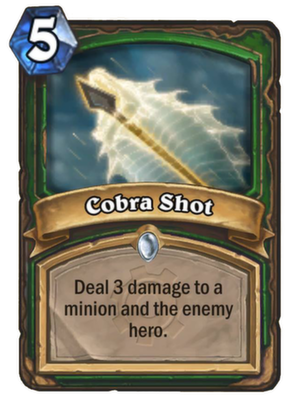 5
Cobra Shot
Deal 3 damage to a
minion and the enemy
hero.